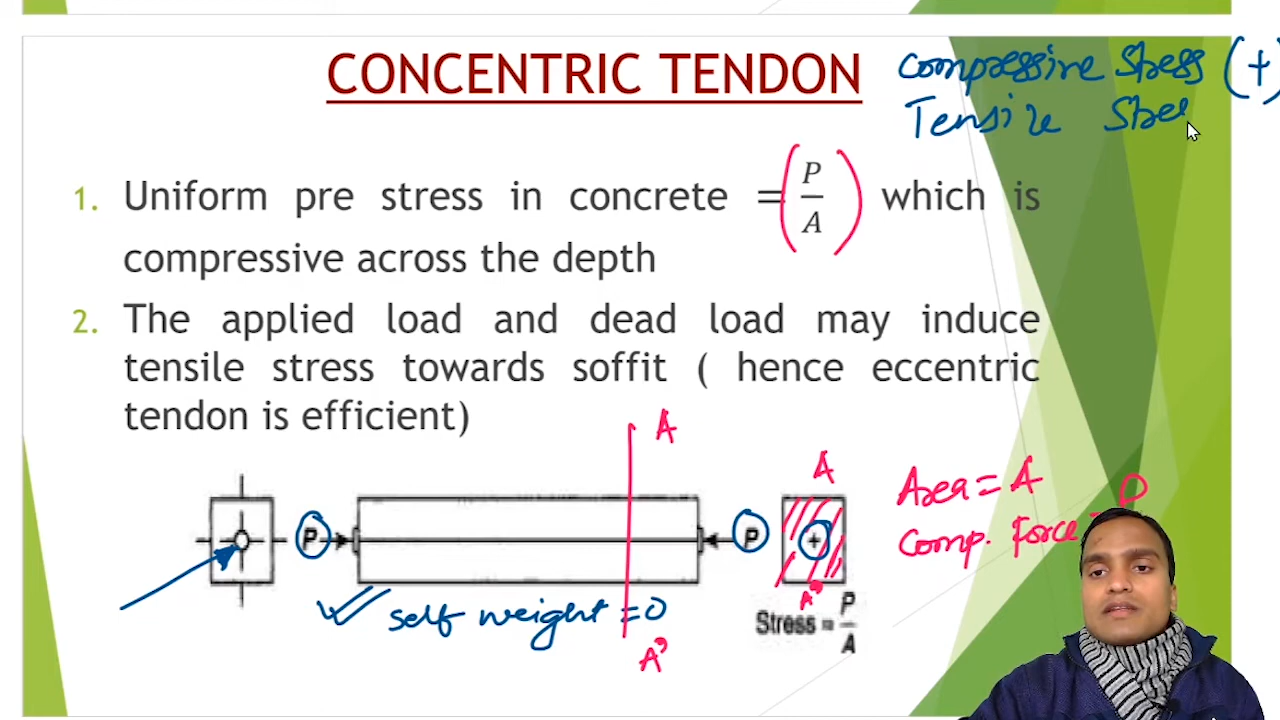 CONCENTRIC TENDON
Compressive Stress (+
Tensile Stre
1. Uniform pre stress in concrete = (P/A) which is
compressive across the depth
2. The applied load and dead load may induce
tensile stress towards soffit ( hence eccentric
tendon is efficient)
A
A
Area = A
Comp. force = P
P
P
+
self weight = 0
A'
A'
Stress = P/A